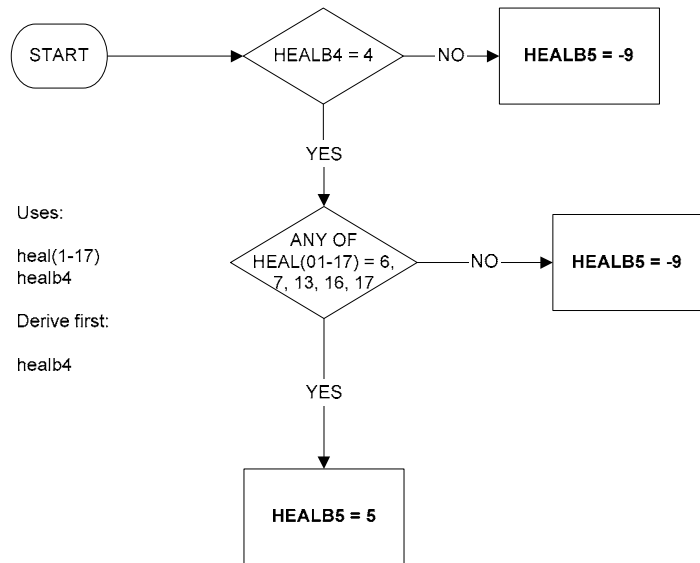 START
HEALB4 = 4
NO
HEALB5 = -9
YES
Uses:
heal(1-17)
healb4
Derive first:
healb4
ANY OF
HEAL(01-17) = 6,
7, 13, 16, 17
NO
HEALB5 = -9
YES
HEALB5 = 5